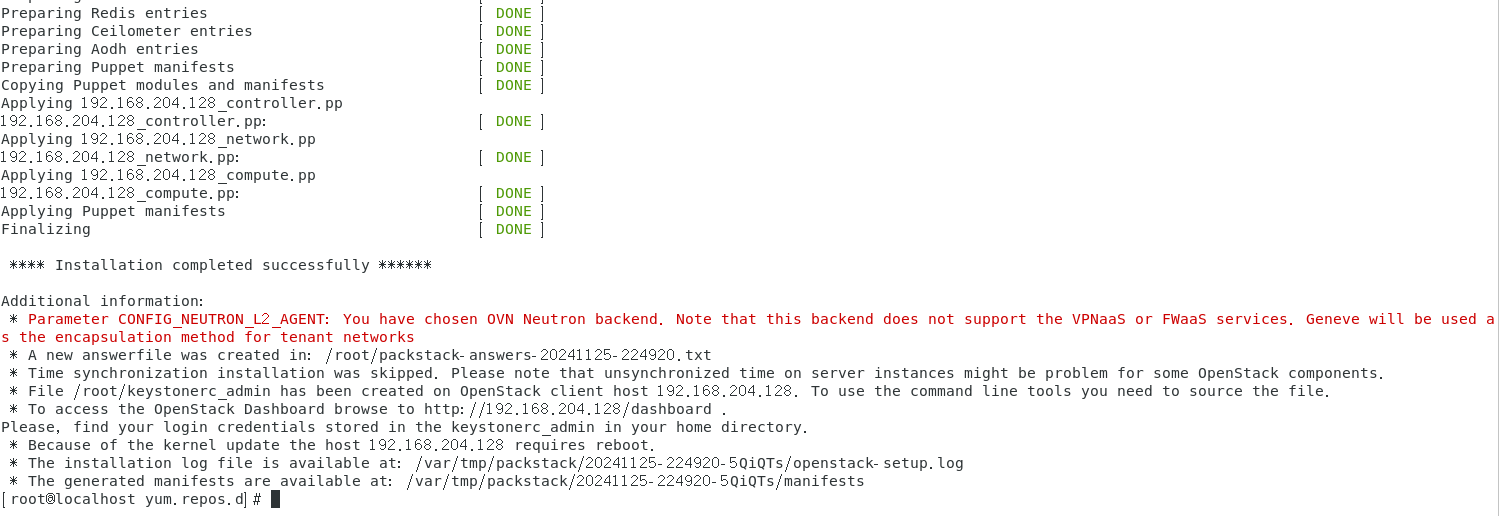 Preparing Redis entries [ DONE ]
Preparing Ceilometer entries [ DONE ]
Preparing Aodh entries [ DONE ]
Preparing Puppet manifests [ DONE ]
Copying Puppet modules and manifests [ DONE ]
Applying 192.168.204.128_controller.pp
192.168.204.128_controller.pp: [ DONE ]
Applying 192.168.204.128_network.pp
192.168.204.128_network.pp: [ DONE ]
Applying 192.168.204.128_compute.pp
192.168.204.128_compute.pp: [ DONE ]
Applying Puppet manifests [ DONE ]
Finalizing [ DONE ]
**** Installation completed successfully ******
Additional information:
* Parameter CONFIG_NEUTRON_L2_AGENT: You have chosen OVN Neutron backend. Note that this backend does not support the VPNaaS or FWaaS services. Geneve will be used a
s the encapsulation method for tenant networks
* A new answerfile was created in: /root/packstack-answers-20241125-224920.txt
* Time synchronization installation was skipped. Please note that unsynchronized time on server instances might be problem for some OpenStack components.
* File /root/keystonerc_admin has been created on OpenStack client host 192.168.204.128. To use the command line tools you need to source the file.
* To access the OpenStack Dashboard browse to http://192.168.204.128/dashboard .
Please, find your login credentials stored in the keystonerc_admin in your home directory.
* Because of the kernel update the host 192.168.204.128 requires reboot.
* The installation log file is available at: /var/tmp/packstack/20241125-224920-5QiQTs/openstack-setup.log
* The generated manifests are available at: /var/tmp/packstack/20241125-224920-5QiQTs/manifests
[root@localhost yum.repos.d]#